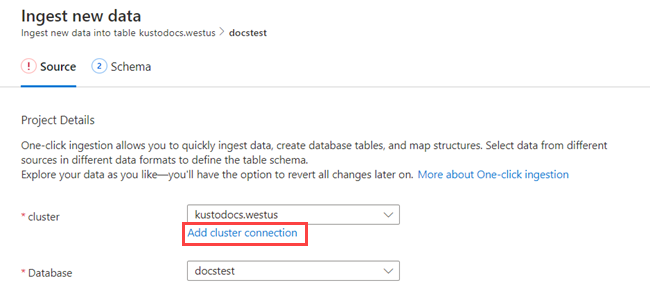 Ingest new data
Ingest new data into table kustodocs.westus > docstest
! Source 2 Schema
Project Details
One-click ingestion allows you to quickly ingest data, create database tables, and map structures. Select data from different
sources in different data formats to define the table schema.
Explore your data as you like—you'll have the option to revert all changes later on. More about One-click ingestion
* cluster kustodocs.westus
Add cluster connection
* Database docstest